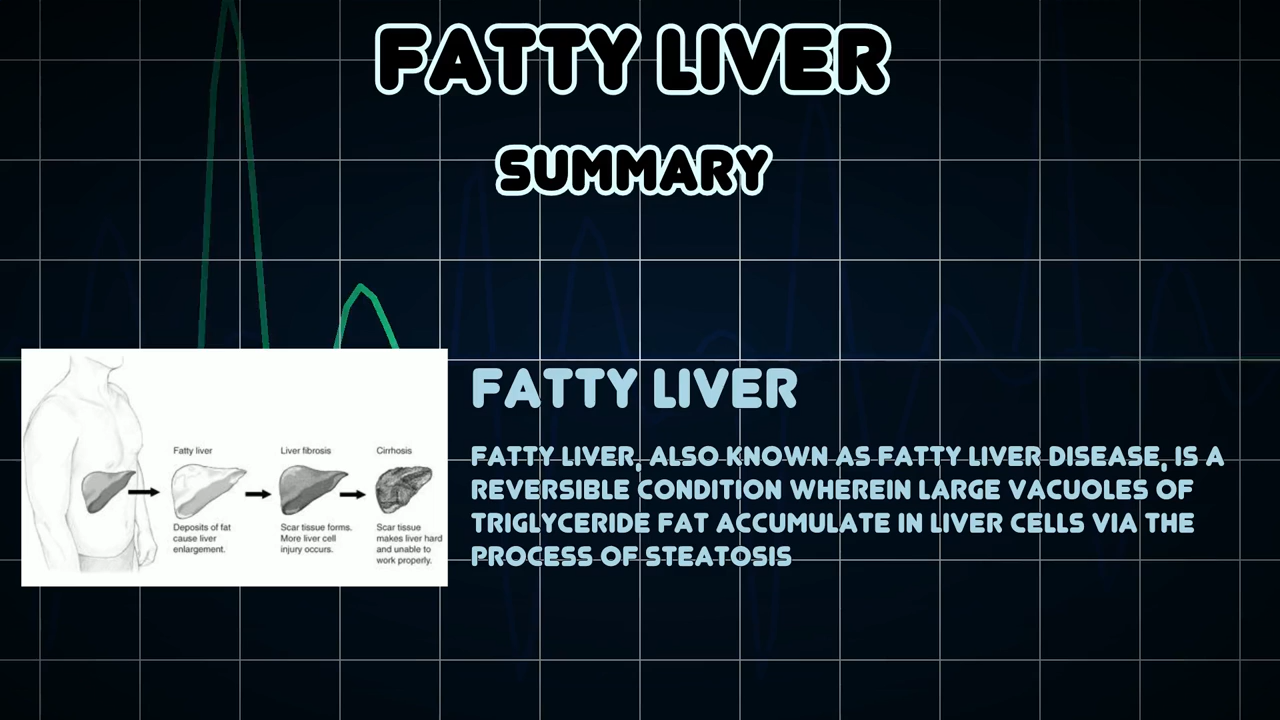 FATTY LIVER
SUMMARY
Fatty liver
Deposits of fat
cause liver
enlargement.
Liver fibrosis
Scar tissue forms.
More liver cell
injury occurs.
Cirrhosis
Scar tissue
makes liver hard
and unable to
work properly.
FATTY LIVER
FATTY LIVER, ALSO KNOWN AS FATTY LIVER DISEASE, IS A
REVERSIBLE CONDITION WHEREIN LARGE VACUOLES OF
TRIGLYCERIDE FAT ACCUMULATE IN LIVER CELLS VIA THE
PROCESS OF STEATOSIS